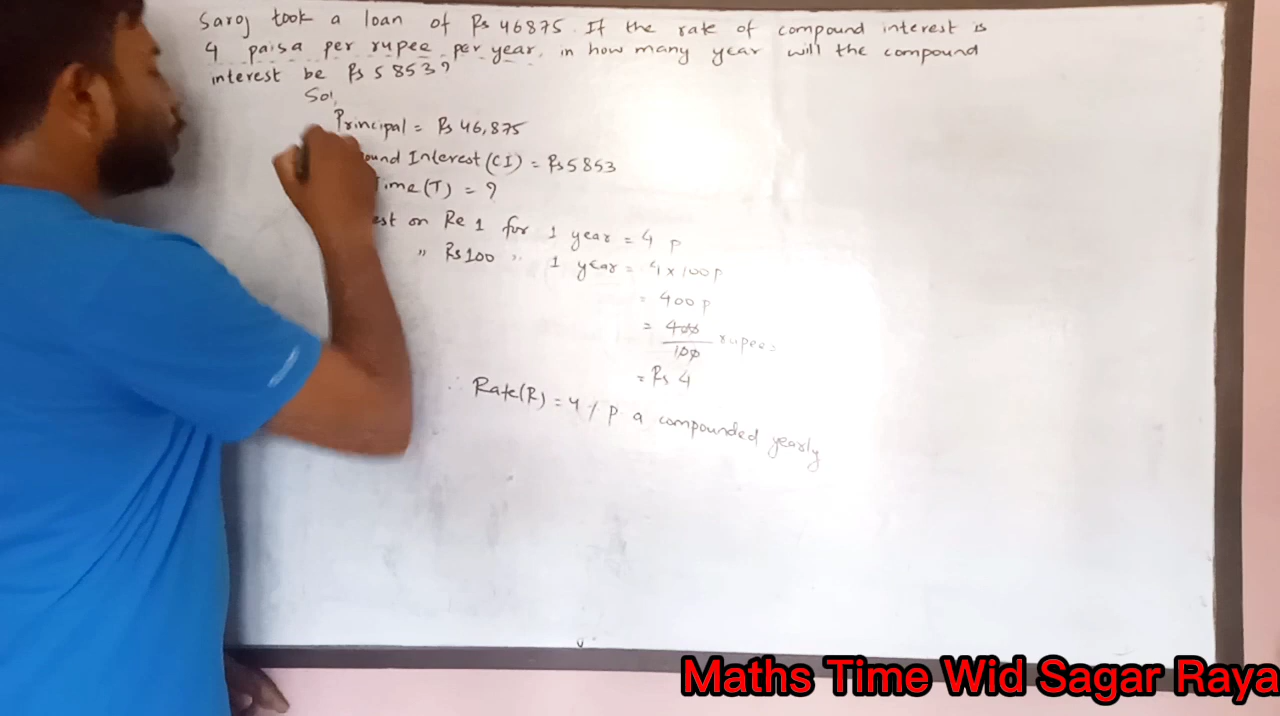 Saroj took a loan of Rs 46875. If the rate of compound interest is
4 paisa per rupee per year, in how many year will the compound
interest be Rs 5853?
Sol,
Principal = Rs 46,875
ound Interest (CI) = Rs 5853
Time (T) = ?
est on Re 1 for 1 year = 4 p
" Rs 100 " 1 year = 4 x 100 p
= 400 p
= 400/100 rupees
= Rs 4
∴ Rate (R) = 4 % p a compounded yearly
Maths Time Wid Sagar Raya